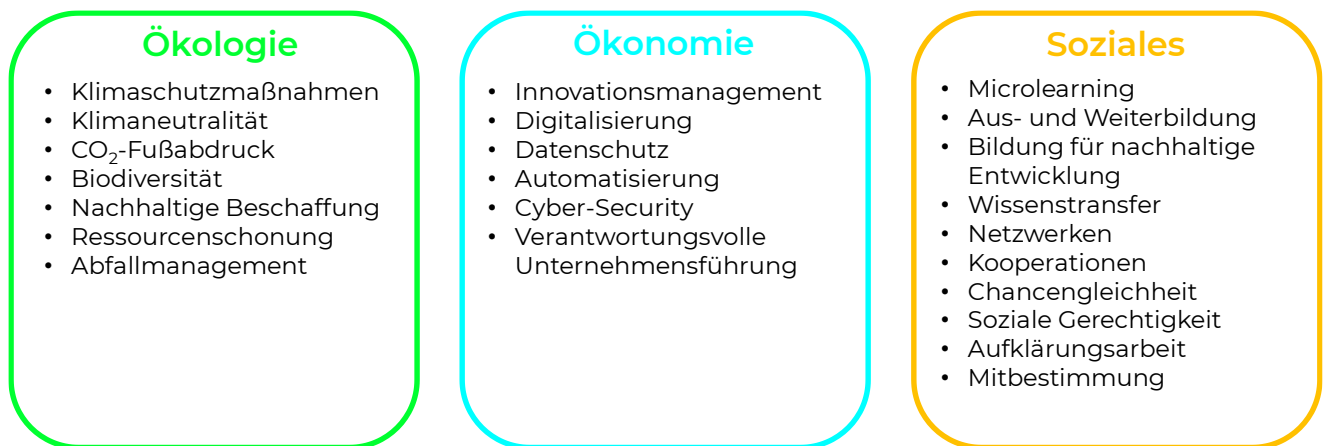 Ökologie
• Klimaschutzmaßnahmen
• Klimaneutralität
• CO₂-Fußabdruck
• Biodiversität
• Nachhaltige Beschaffung
• Ressourcenschonung
• Abfallmanagement
Ökonomie
• Innovationsmanagement
• Digitalisierung
• Datenschutz
• Automatisierung
• Cyber-Security
• Verantwortungsvolle
Unternehmensführung
Soziales
• Microlearning
• Aus- und Weiterbildung
• Bildung für nachhaltige
Entwicklung
• Wissenstransfer
• Netzwerken
• Kooperationen
• Chancengleichheit
• Soziale Gerechtigkeit
• Aufklärungsarbeit
• Mitbestimmung